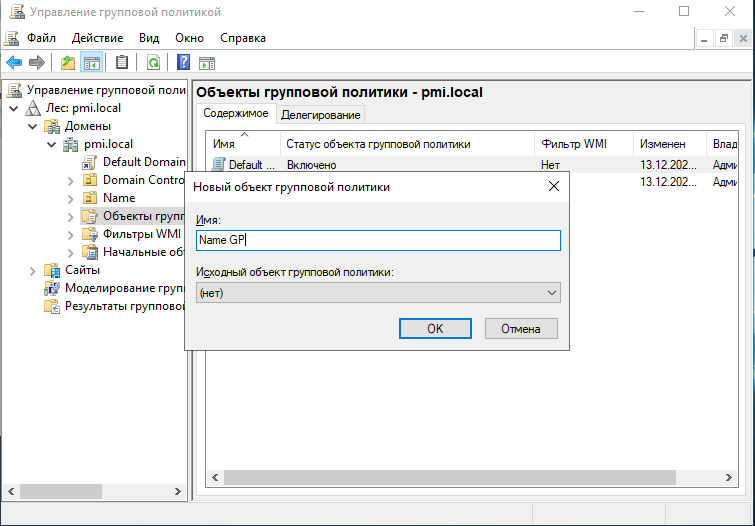 Управление групповой политикой
Файл Действие Вид Окно Справка
Управление групповой поли
Лес: pmi.local
Домены
pmi.local
Default Domain
Domain Contro
Name
Объекты групп
Фильтры WMI
Начальные об
Сайты
Моделирование груп
Результаты групповой
Объекты групповой политики - pmi.local
Содержимое Делегирование
Имя Статус объекта групповой политики Фильтр WMI Изменен Влад
Default ... Включено Нет 13.12.202... Адми
13.12.202... Адми
Новый объект групповой политики
Имя:
Name GP
Исходный объект групповой политики:
(нет)
OK Отмена